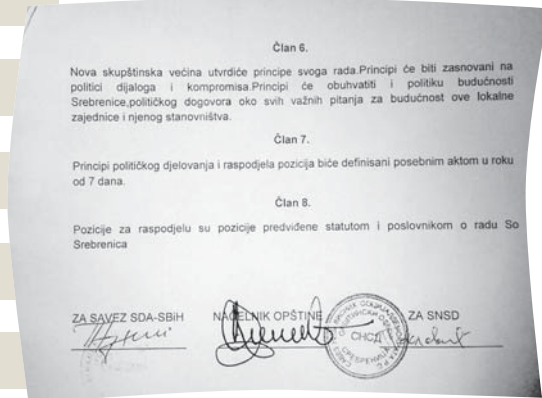 Član 6.
Nova skupštinska većina utvrdiće principe svoga rada.Principi će biti zasnovani na
politici dijaloga i kompromisa.Principi će obuhvatiti i politiku budućnosti
Srebrenice,političkog dogovora oko svih važnih pitanja za budućnost ove lokalne
zajednice i njenog stanovništva.
Član 7.
Principi političkog djelovanja i raspodjela pozicija biće definisani posebnim aktom u roku
od 7 dana.
Član 8.
Pozicije za raspodjelu su pozicije predviđene statutom i poslovnikom o radu So
Srebrenica
ZA SAVEZ SDA-SBiH NAČELNIK OPŠTINE ZA SNSD
СНСД
СРЕБРЕНИЦА